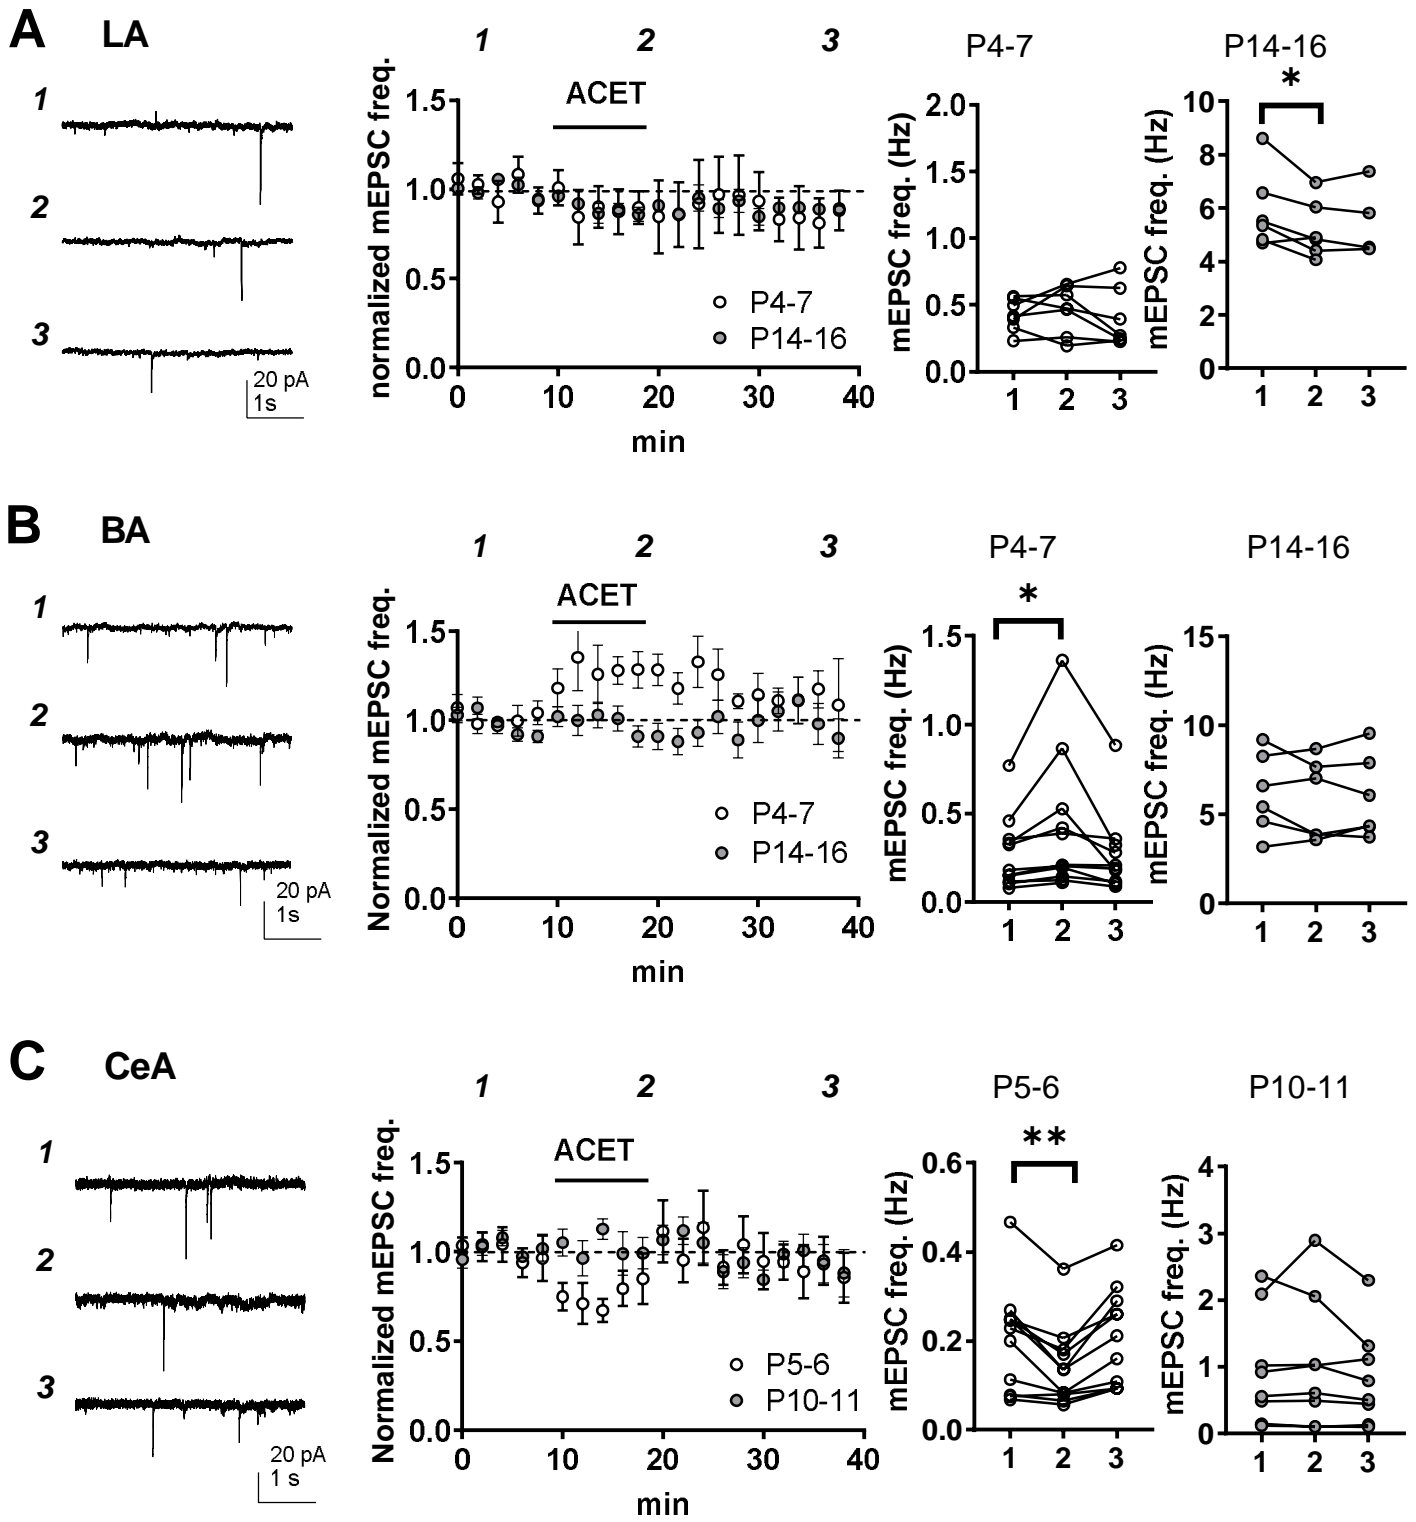 A LA
1 2 3 P4-7 P14-16
*
1
2
3
20 pA
1s
normalized mEPSC freq.
1.5
1.0
0.5
0.0
ACET
P4-7
P14-16
0 10 20 30 40
min
mEPSC freq. (Hz)
2.0
1.5
1.0
0.5
0.0
1 2 3
mEPSC freq. (Hz)
10
8
6
4
2
0
1 2 3
B BA
1 2 3 P4-7 P14-16
*
1
2
3
20 pA
1s
Normalized mEPSC freq.
1.5
1.0
0.5
0.0
ACET
P4-7
P14-16
0 10 20 30 40
min
mEPSC freq. (Hz)
1.5
1.0
0.5
0.0
1 2 3
mEPSC freq. (Hz)
15
10
5
0
1 2 3
C CeA
1 2 3 P5-6 P10-11
**
1
2
3
20 pA
1 s
Normalized mEPSC freq.
1.5
1.0
0.5
0.0
ACET
P5-6
P10-11
0 10 20 30 40
min
mEPSC freq. (Hz)
0.6
0.4
0.2
0.0
1 2 3
mEPSC freq. (Hz)
4
3
2
1
0
1 2 3